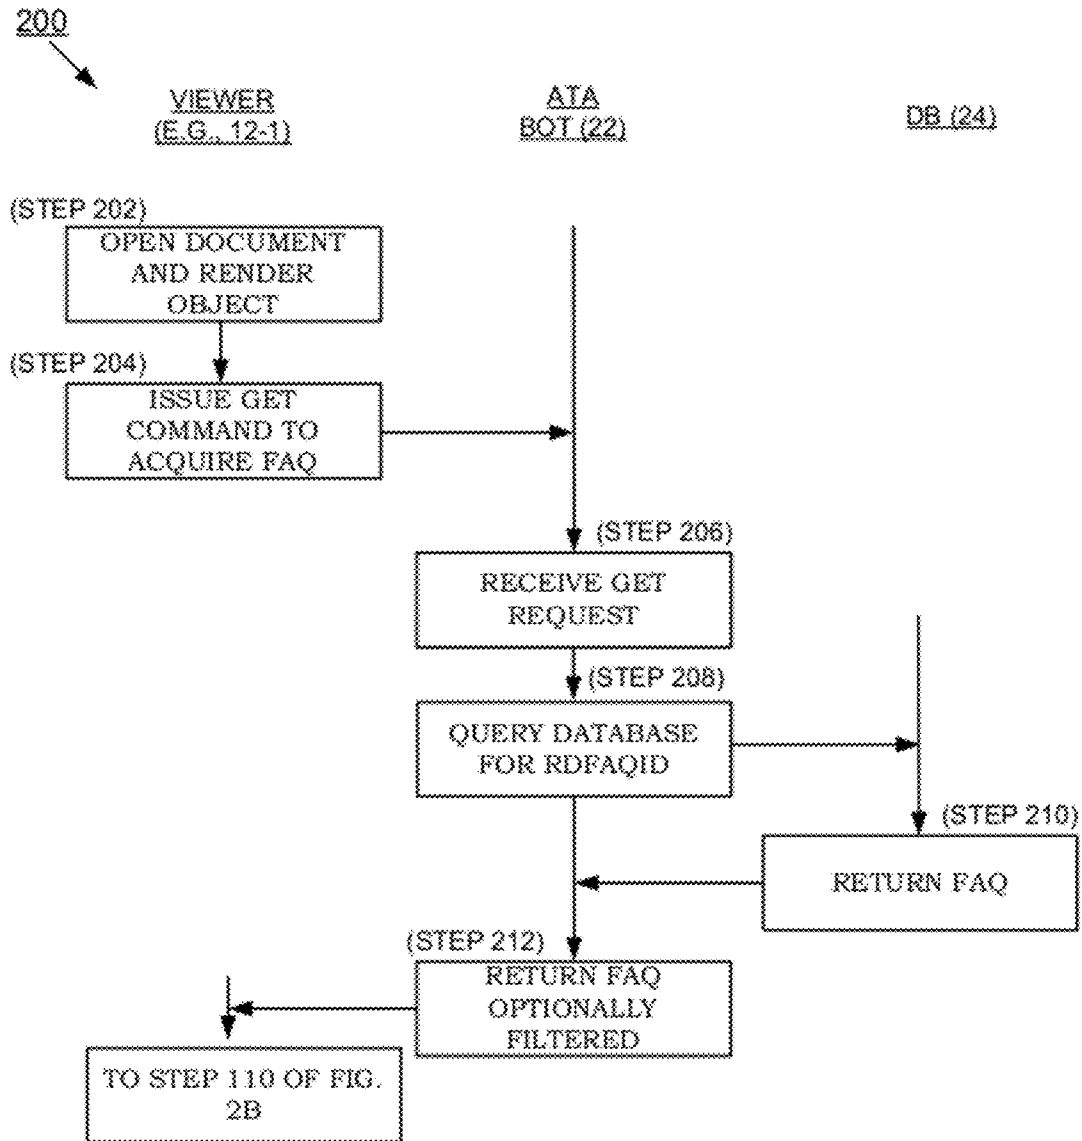 200
VIEWER
(E.G., 12-1)
ATA
BOT (22)
DB (24)
(STEP 202)
OPEN DOCUMENT
AND RENDER
OBJECT
(STEP 204)
ISSUE GET
COMMAND TO
ACQUIRE FAQ
(STEP 206)
RECEIVE GET
REQUEST
(STEP 208)
QUERY DATABASE
FOR RDFAQID
(STEP 210)
RETURN FAQ
(STEP 212)
RETURN FAQ
OPTIONALLY
FILTERED
TO STEP 110 OF FIG.
2B